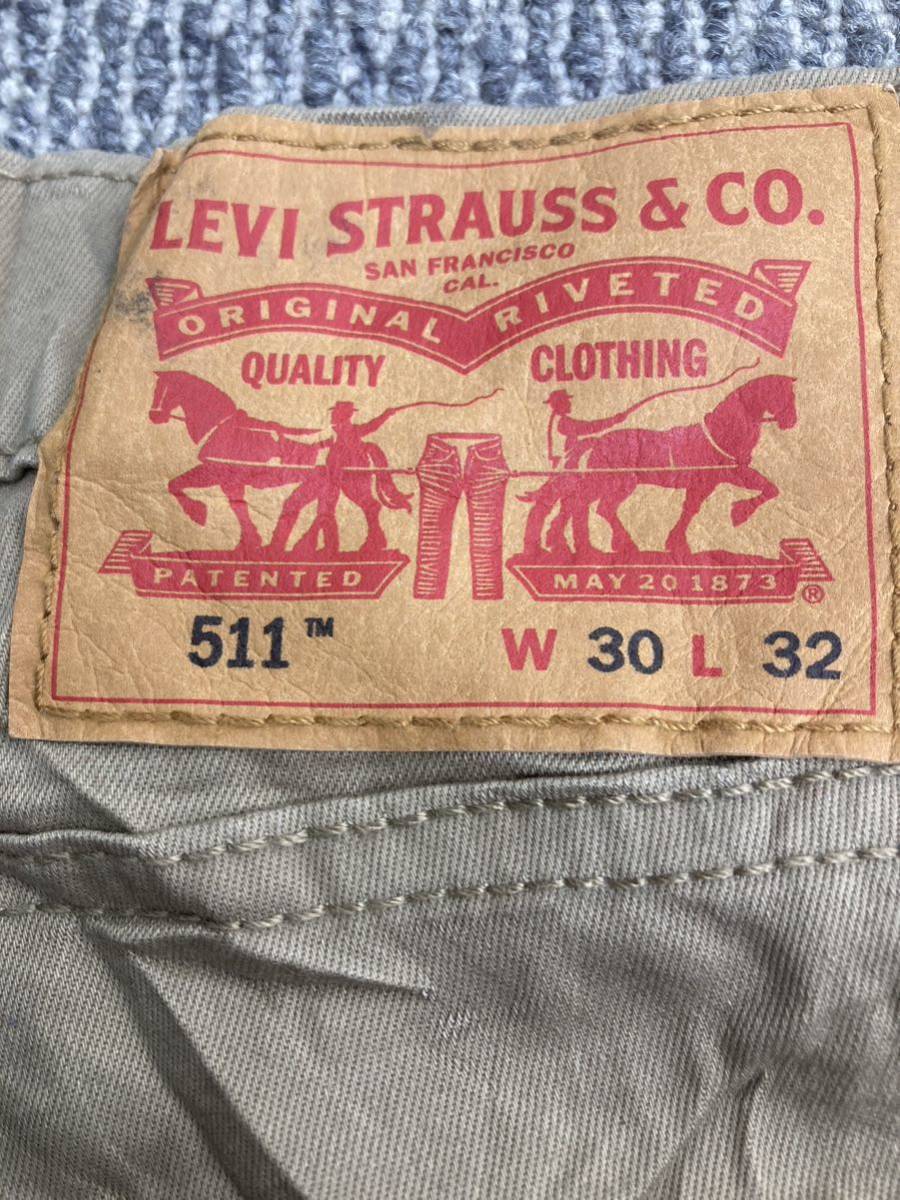 LEVI STRAUSS & CO.
SAN FRANCISCO
CAL.
ORIGINAL RIVETED
QUALITY CLOTHING
PATENTED MAY 20 1873 ®
511™ W 30 L 32